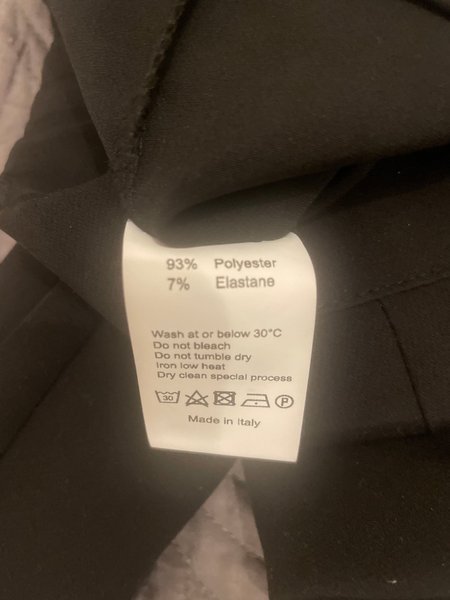 93% Polyester
7% Elastane
Wash at or below 30°C
Do not bleach
Do not tumble dry
Iron low heat
Dry clean special process
30 P
Made in Italy